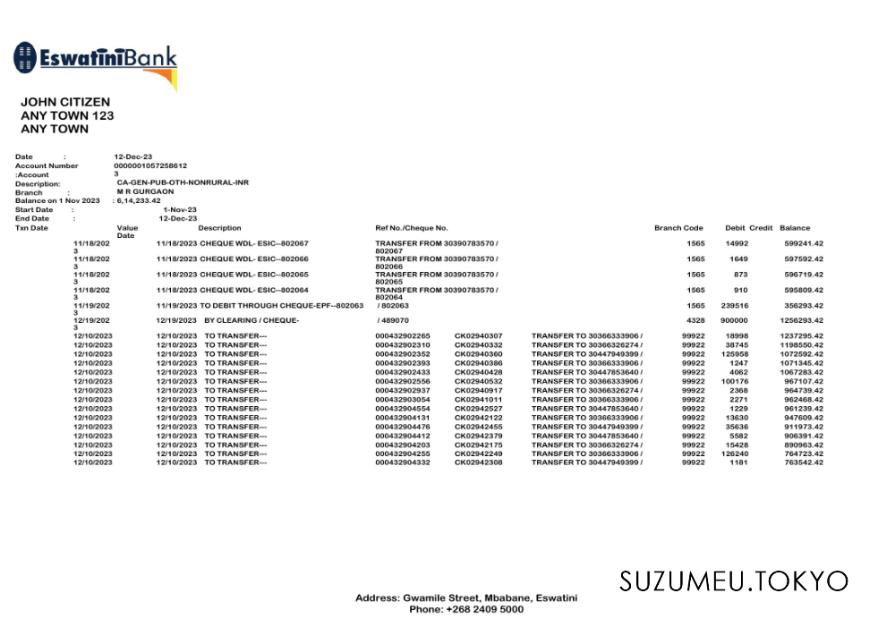 EswatiniBank
JOHN CITIZEN
ANY TOWN 123
ANY TOWN
Date : 12-Dec-23
Account Number 0000001057258612
:Account 3
Description: CA-GEN-PUB-OTH-NONRURAL-INR
Branch : M R GURGAON
Balance on 1 Nov 2023 : 6,14,233.42
Start Date : 1-Nov-23
End Date : 12-Dec-23
Txn Date Value Date Description Ref No./Cheque No. Branch Code Debit Credit Balance
11/18/2023 11/18/2023 CHEQUE WDL- ESIC--802067 TRANSFER FROM 30390783570 / 802067 1565 14992 599241.42
11/18/2023 11/18/2023 CHEQUE WDL- ESIC--802066 TRANSFER FROM 30390783570 / 802066 1565 1649 597592.42
11/18/2023 11/18/2023 CHEQUE WDL- ESIC--802065 TRANSFER FROM 30390783570 / 802065 1565 873 596719.42
11/18/2023 11/18/2023 CHEQUE WDL- ESIC--802064 TRANSFER FROM 30390783570 / 802064 1565 910 595809.42
11/19/2023 11/19/2023 TO DEBIT THROUGH CHEQUE-EPF--802063 / 802063 1565 239516 356293.42
12/19/2023 12/19/2023 BY CLEARING / CHEQUE- / 489070 4328 900000 1256293.42
12/10/2023 12/10/2023 TO TRANSFER--- 000432902265 CK02940307 TRANSFER TO 30366333906 / 99922 18998 1237295.42
12/10/2023 12/10/2023 TO TRANSFER--- 000432902310 CK02940332 TRANSFER TO 30366326274 / 99922 38745 1198550.42
12/10/2023 12/10/2023 TO TRANSFER--- 000432902352 CK02940360 TRANSFER TO 30447949399 / 99922 125958 1072592.42
12/10/2023 12/10/2023 TO TRANSFER--- 000432902393 CK02940386 TRANSFER TO 30366333906 / 99922 1247 1071345.42
12/10/2023 12/10/2023 TO TRANSFER--- 000432902433 CK02940428 TRANSFER TO 30447853640 / 99922 4062 1067283.42
12/10/2023 12/10/2023 TO TRANSFER--- 000432902556 CK02940532 TRANSFER TO 30366333906 / 99922 100176 967107.42
12/10/2023 12/10/2023 TO TRANSFER--- 000432902937 CK02940917 TRANSFER TO 30366326274 / 99922 2368 964739.42
12/10/2023 12/10/2023 TO TRANSFER--- 000432903054 CK02941011 TRANSFER TO 30366333906 / 99922 2271 962468.42
12/10/2023 12/10/2023 TO TRANSFER--- 000432904554 CK02942527 TRANSFER TO 30447853640 / 99922 1229 961239.42
12/10/2023 12/10/2023 TO TRANSFER--- 000432904131 CK02942122 TRANSFER TO 30366333906 / 99922 13630 947609.42
12/10/2023 12/10/2023 TO TRANSFER--- 000432904476 CK02942455 TRANSFER TO 30447949399 / 99922 35636 911973.42
12/10/2023 12/10/2023 TO TRANSFER--- 000432904412 CK02942379 TRANSFER TO 30447853640 / 99922 5582 906391.42
12/10/2023 12/10/2023 TO TRANSFER--- 000432904203 CK02942175 TRANSFER TO 30366326274 / 99922 15428 890963.42
12/10/2023 12/10/2023 TO TRANSFER--- 000432904255 CK02942249 TRANSFER TO 30366333906 / 99922 126240 764723.42
12/10/2023 12/10/2023 TO TRANSFER--- 000432904332 CK02942308 TRANSFER TO 30447949399 / 99922 1181 763542.42
SUZUMEU.TOKYO
Address: Gwamile Street, Mbabane, Eswatini
Phone: +268 2409 5000